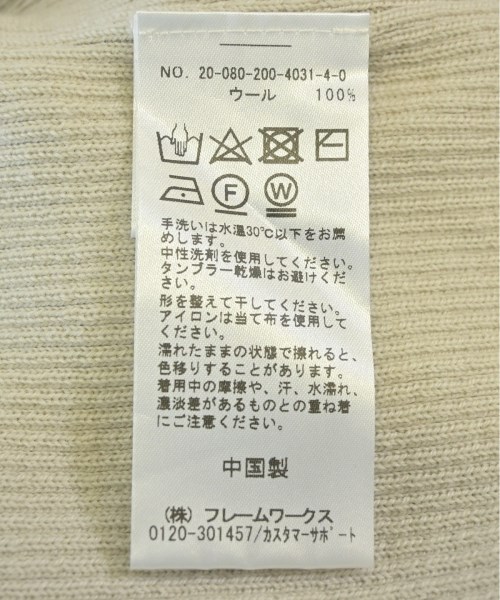 NO. 20-080-200-4031-4-0
ウール 100%
F W
手洗いは水温30℃以下をお薦
めします。
中性洗剤を使用してください。
タンブラー乾燥はお避けくだ
さい。
形を整えて干してください。
アイロンは当て布を使用して
ください。
濡れたままの状態で擦れると、
色移りすることがあります。
着用中の摩擦や、汗、水濡れ、
濃淡差があるものとの重ね着
にご注意ください。
中国製
(株) フレームワークス
0120-301457/カスタマーサポート